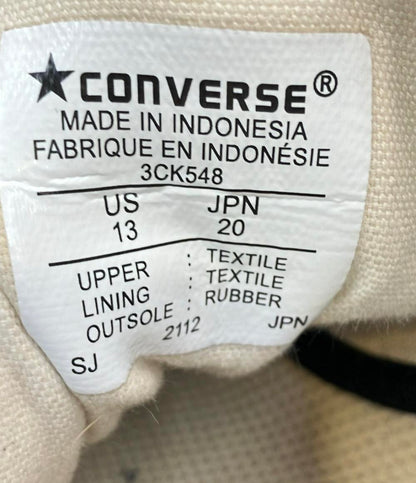 ★CONVERSE®
MADE IN INDONESIA
FABRIQUE EN INDONÉSIE
3CK548
US JPN
13 20
UPPER : TEXTILE
LINING : TEXTILE
OUTSOLE : RUBBER
2112 JPN
SJ